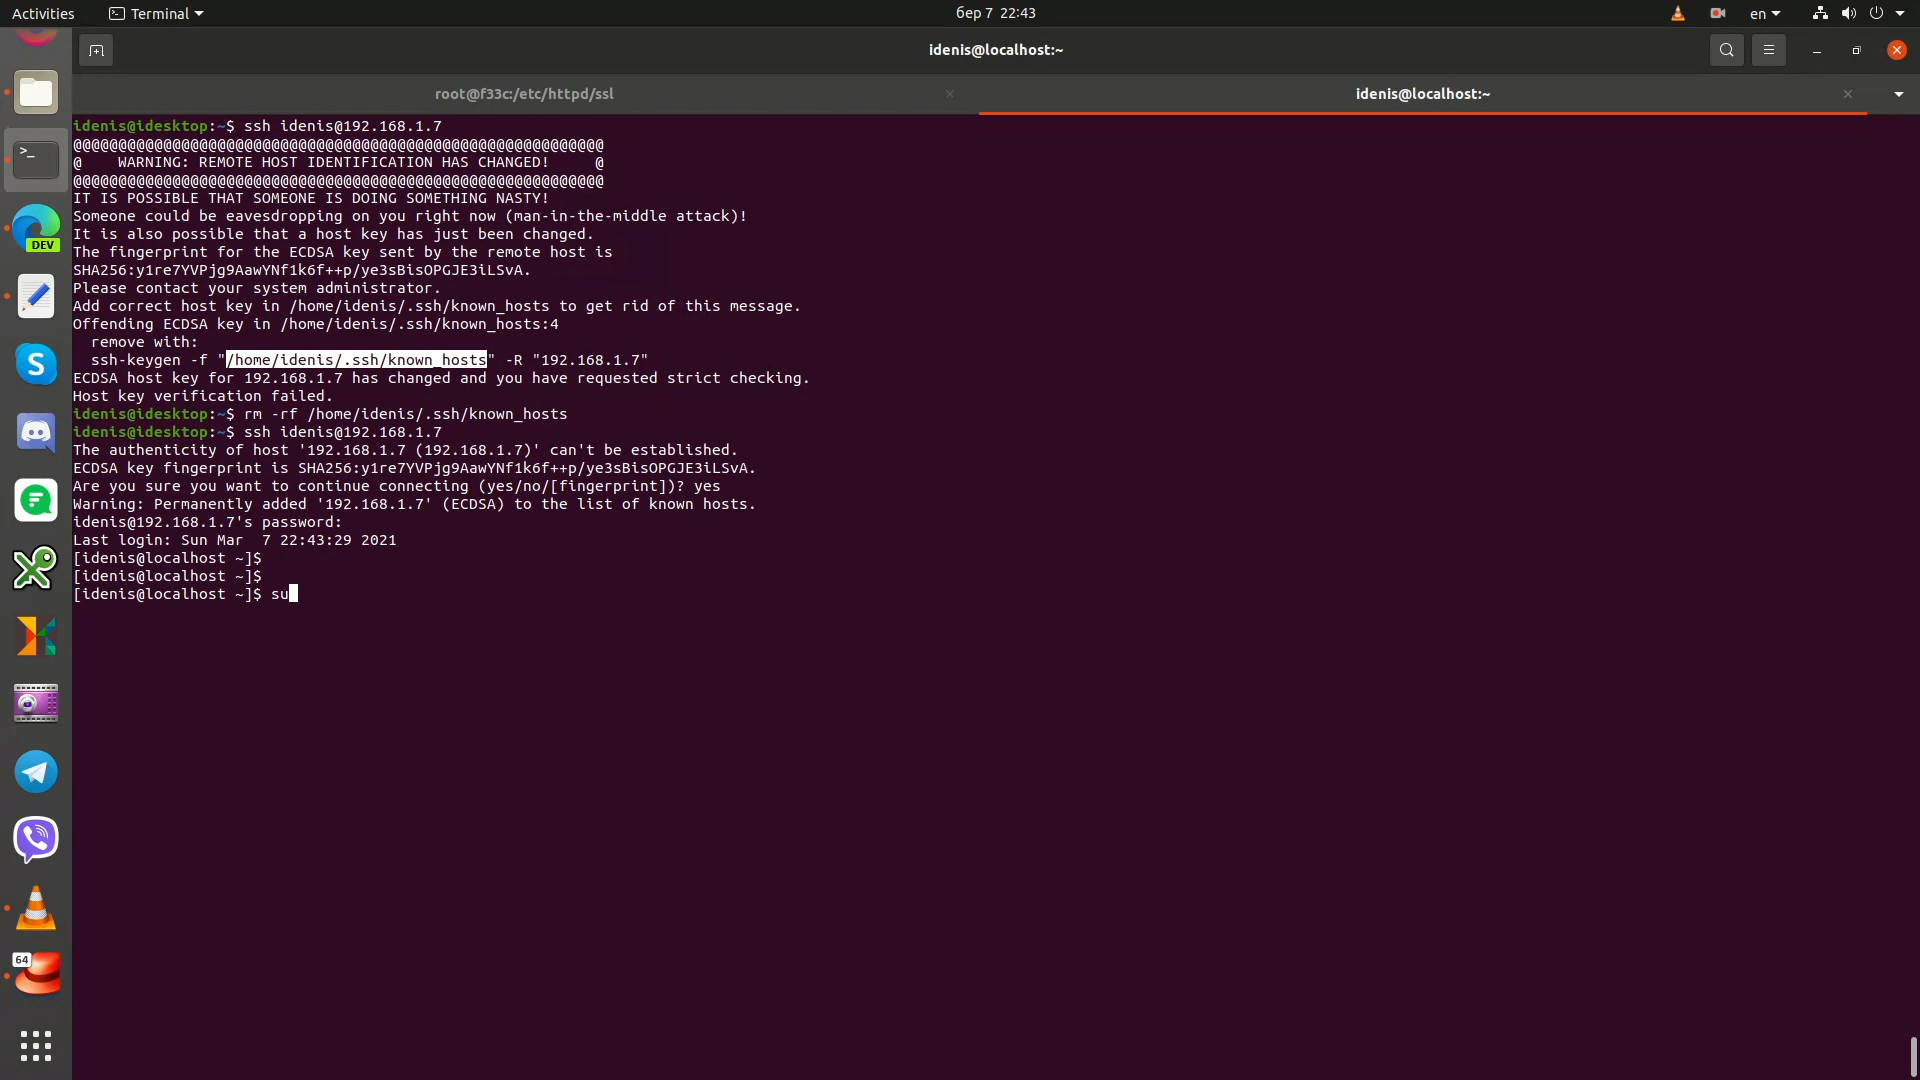 Activities
Terminal
бер 7 22:43
en
idenis@localhost:~
root@f33c:/etc/httpd/ssl
idenis@localhost:~
idenis@idesktop:~$ ssh idenis@192.168.1.7
@@@@@@@@@@@@@@@@@@@@@@@@@@@@@@@@@@@@@@@@@@@@@@@@@@@@@@@@@@@
@    WARNING: REMOTE HOST IDENTIFICATION HAS CHANGED!     @
@@@@@@@@@@@@@@@@@@@@@@@@@@@@@@@@@@@@@@@@@@@@@@@@@@@@@@@@@@@
IT IS POSSIBLE THAT SOMEONE IS DOING SOMETHING NASTY!
Someone could be eavesdropping on you right now (man-in-the-middle attack)!
It is also possible that a host key has just been changed.
The fingerprint for the ECDSA key sent by the remote host is
SHA256:y1re7YVPjg9AawYNf1k6f++p/ye3sBisOPGJE3iLSvA.
Please contact your system administrator.
Add correct host key in /home/idenis/.ssh/known_hosts to get rid of this message.
Offending ECDSA key in /home/idenis/.ssh/known_hosts:4
  remove with:
  ssh-keygen -f "/home/idenis/.ssh/known_hosts" -R "192.168.1.7"
ECDSA host key for 192.168.1.7 has changed and you have requested strict checking.
Host key verification failed.
idenis@idesktop:~$ rm -rf /home/idenis/.ssh/known_hosts
idenis@idesktop:~$ ssh idenis@192.168.1.7
The authenticity of host '192.168.1.7 (192.168.1.7)' can't be established.
ECDSA key fingerprint is SHA256:y1re7YVPjg9AawYNf1k6f++p/ye3sBisOPGJE3iLSvA.
Are you sure you want to continue connecting (yes/no/[fingerprint])? yes
Warning: Permanently added '192.168.1.7' (ECDSA) to the list of known hosts.
idenis@192.168.1.7's password:
Last login: Sun Mar  7 22:43:29 2021
[idenis@localhost ~]$
[idenis@localhost ~]$
[idenis@localhost ~]$ su
>_
DEV
S
64